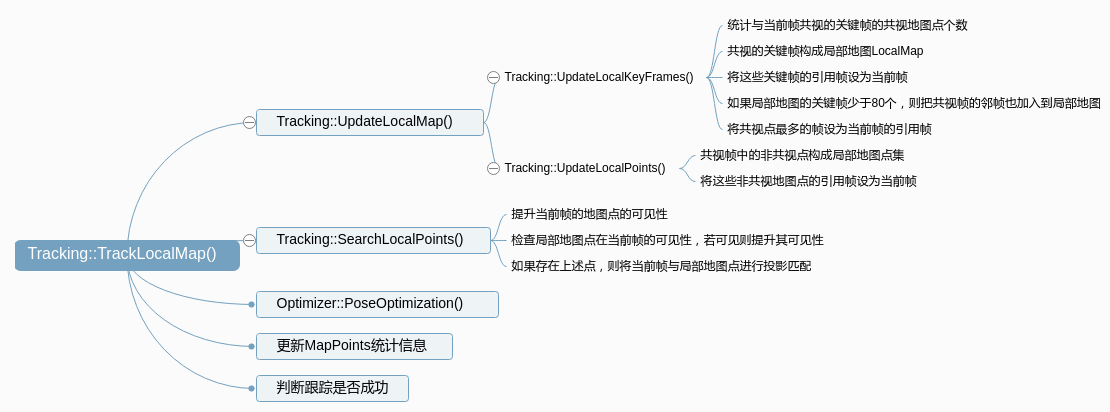 Tracking::TrackLocalMap()
Tracking::UpdateLocalMap()
Tracking::UpdateLocalKeyFrames()
统计与当前帧共视的关键帧的共视地图点个数
共视的关键帧构成局部地图LocalMap
将这些关键帧的引用帧设为当前帧
如果局部地图的关键帧少于80个，则把共视帧的邻帧也加入到局部地图
将共视点最多的帧设为当前帧的引用帧
Tracking::UpdateLocalPoints()
共视帧中的非共视点构成局部地图点集
将这些非共视地图点的引用帧设为当前帧
Tracking::SearchLocalPoints()
提升当前帧的地图点的可见性
检查局部地图点在当前帧的可见性，若可见则提升其可见性
如果存在上述点，则将当前帧与局部地图点进行投影匹配
Optimizer::PoseOptimization()
更新MapPoints统计信息
判断跟踪是否成功